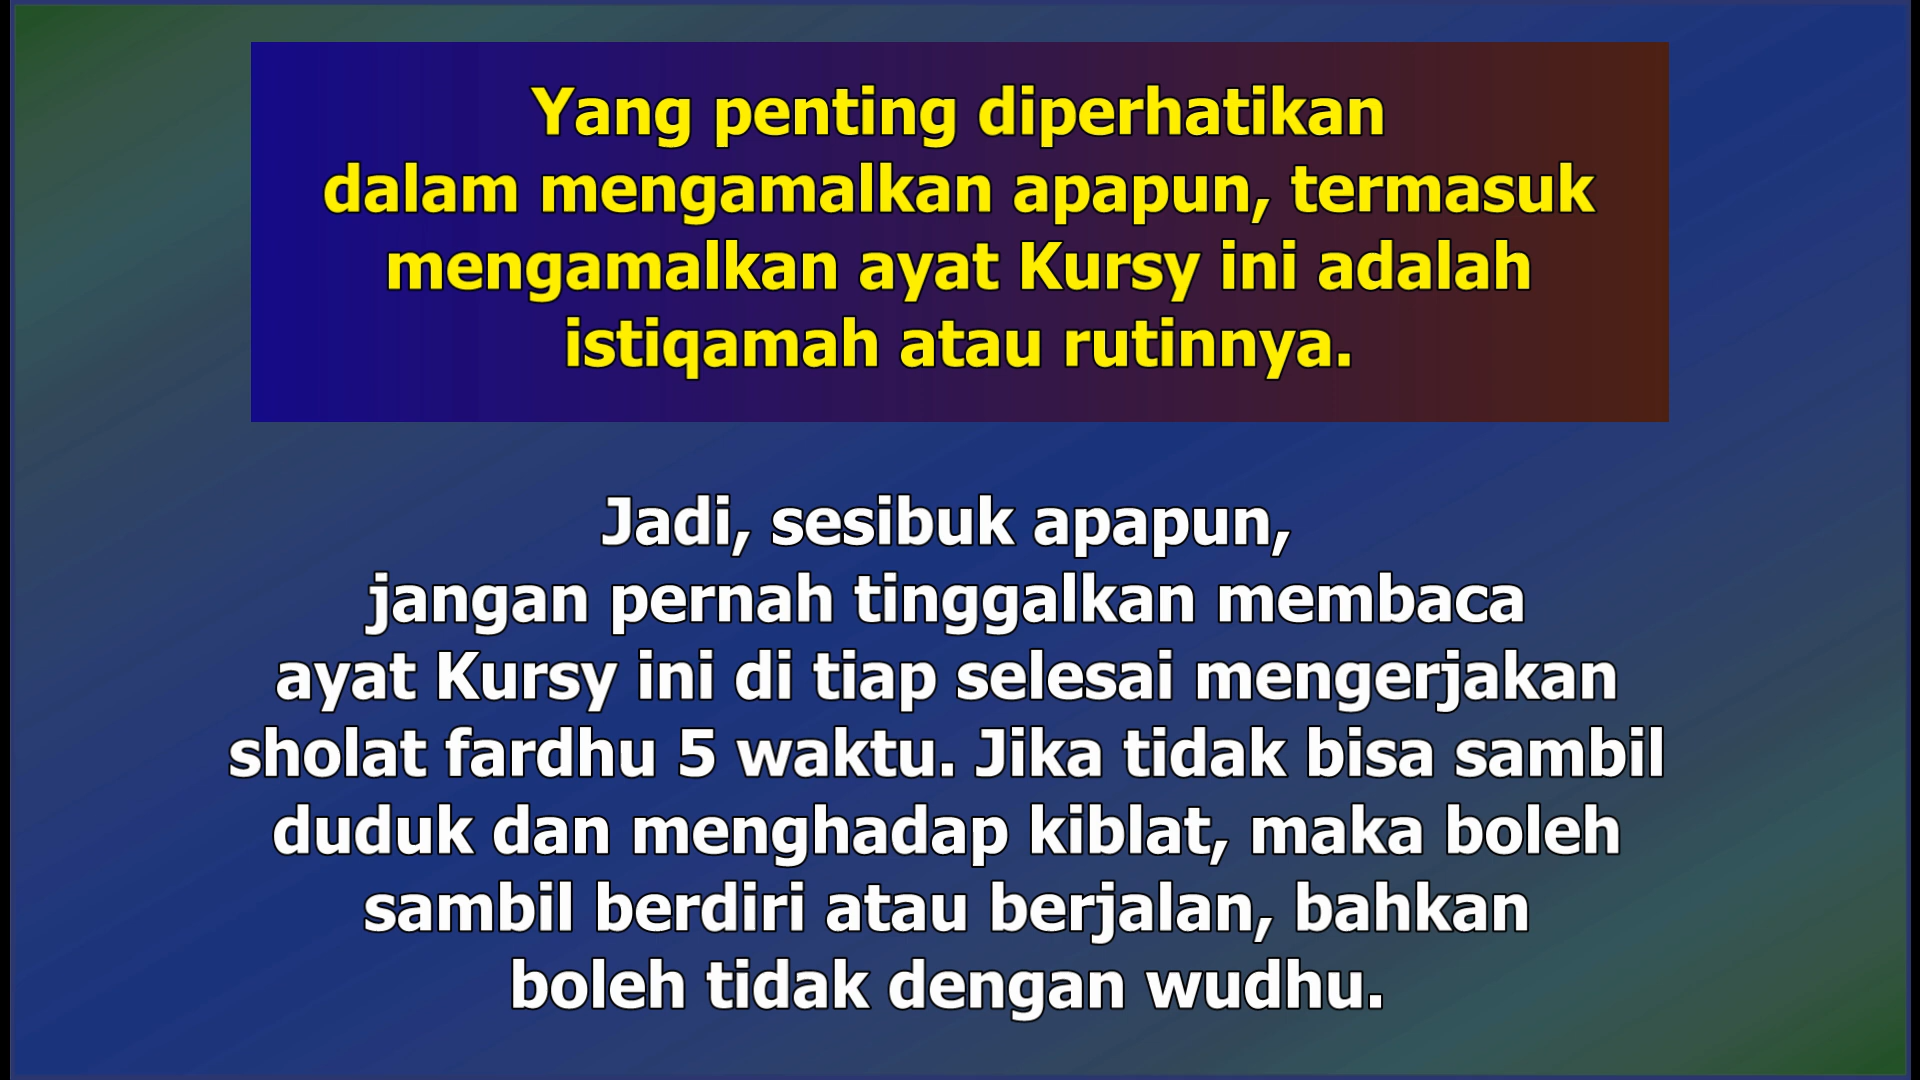 Yang penting diperhatikan
dalam mengamalkan apapun, termasuk
mengamalkan ayat Kursy ini adalah
istiqamah atau rutinnya.
Jadi, sesibuk apapun,
jangan pernah tinggalkan membaca
ayat Kursy ini di tiap selesai mengerjakan
sholat fardhu 5 waktu. Jika tidak bisa sambil
duduk dan menghadap kiblat, maka boleh
sambil berdiri atau berjalan, bahkan
boleh tidak dengan wudhu.